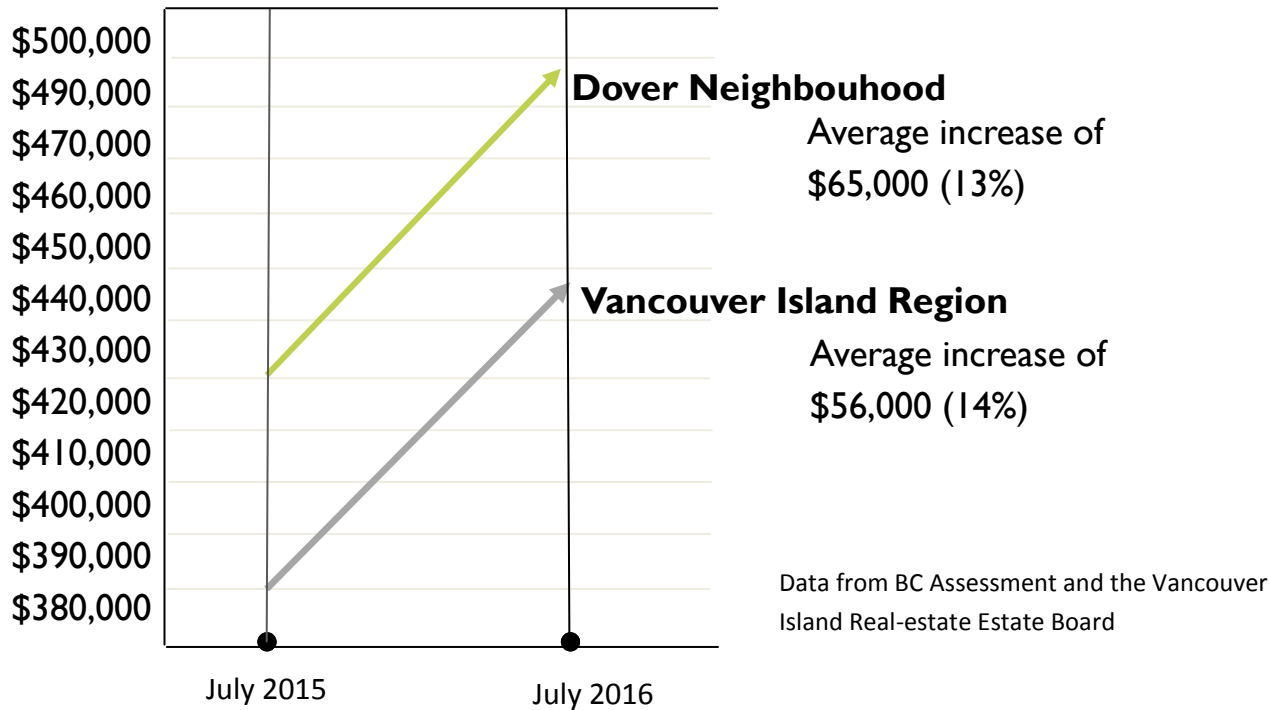 $500,000
$490,000
$470,000
$460,000
$450,000
$440,000
$430,000
$420,000
$410,000
$400,000
$390,000
$380,000
Dover Neighbouhood
Average increase of
$65,000 (13%)
Vancouver Island Region
Average increase of
$56,000 (14%)
Data from BC Assessment and the Vancouver
Island Real-estate Estate Board
July 2015
July 2016